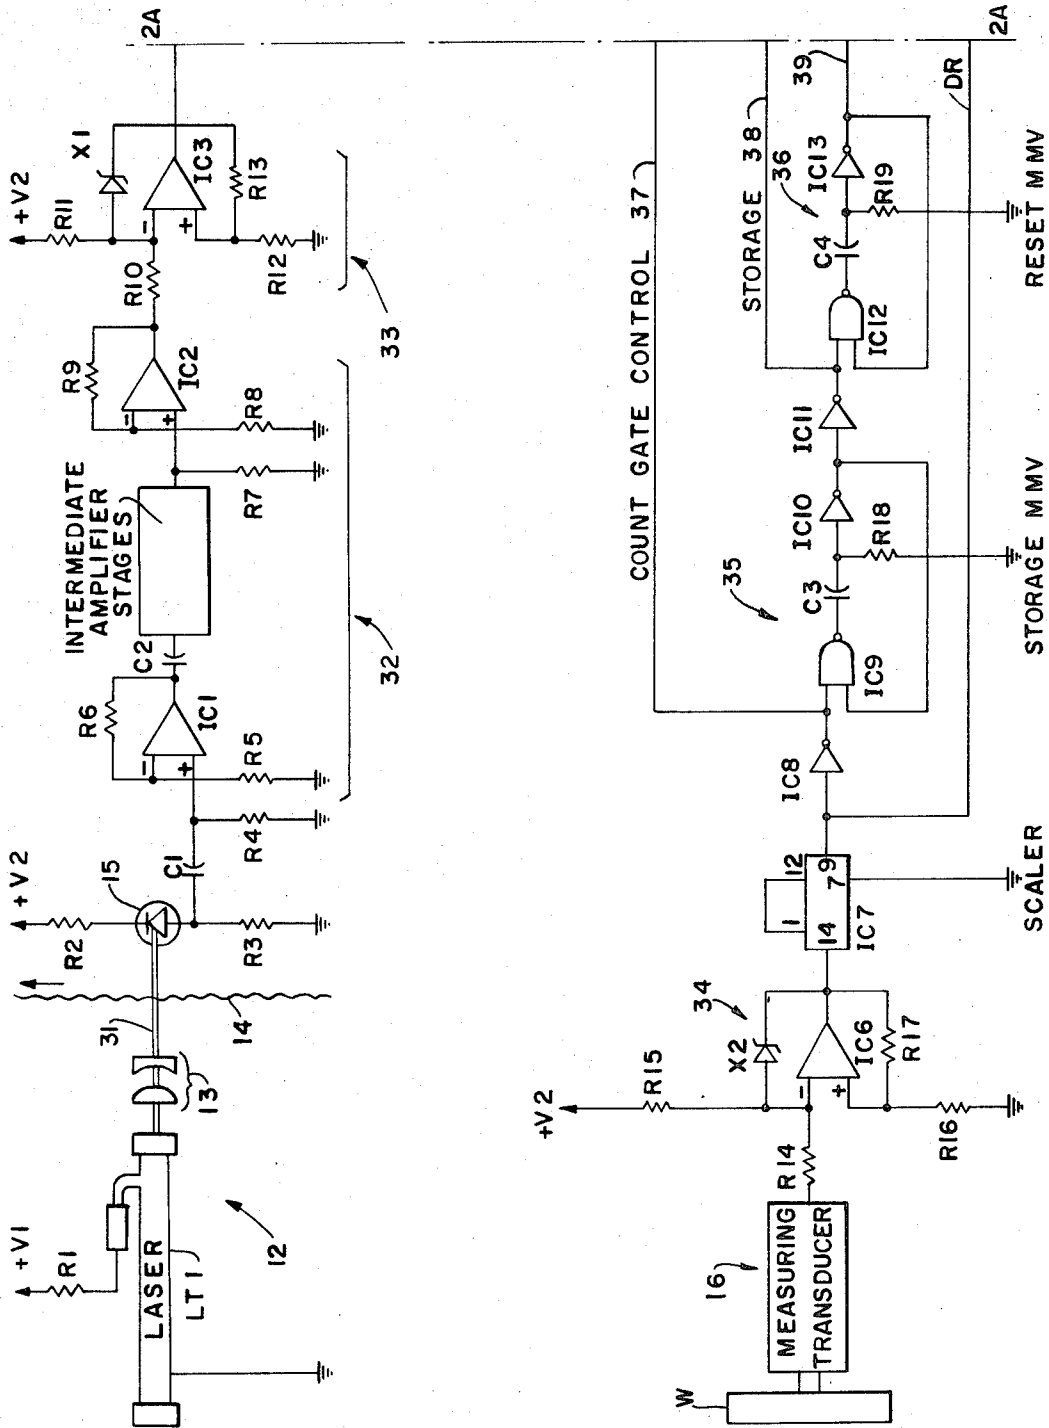 +V1
R1
LASER
LT1
12
13
31
14
+V2
R2
15
R3
C1
R4
R5
R6
IC1
-
+
C2
32
INTERMEDIATE
AMPLIFIER
STAGES
R7
R8
R9
-
+
IC2
R10
33
+V2
R11
X1
-
+
IC3
R12
R13
2A
W
16
MEASURING
TRANSDUCER
R14
+V2
R15
34
X2
-
+
IC6
R16
R17
1
12
14
7
9
IC7
SCALER
IC8
35
IC9
C3
IC10
R18
STORAGE MMV
IC11
COUNT GATE CONTROL 37
STORAGE 38
36
IC12
C4
IC13
R19
RESET MMV
39
DR
2A